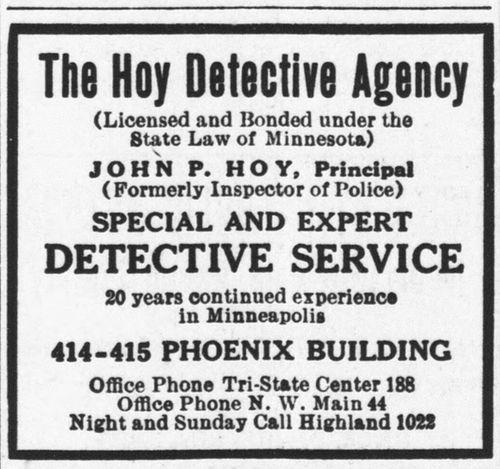 The Hoy Detective Agency
(Licensed and Bonded under the
State Law of Minnesota)
JOHN P. HOY, Principal
(Formerly Inspector of Police)
SPECIAL AND EXPERT
DETECTIVE SERVICE
20 years continued experience
in Minneapolis
414-415 PHOENIX BUILDING
Office Phone Tri-State Center 188
Office Phone N. W. Main 44
Night and Sunday Call Highland 1022